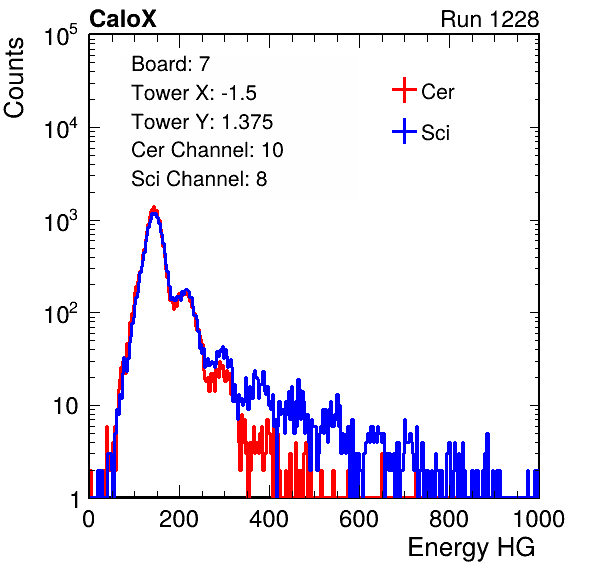 CaloX Run 1228
Counts
10^5
10^4
10^3
10^2
10
1
Board: 7
Tower X: -1.5
Tower Y: 1.375
Cer Channel: 10
Sci Channel: 8
Cer
Sci
0 200 400 600 800 1000
Energy HG